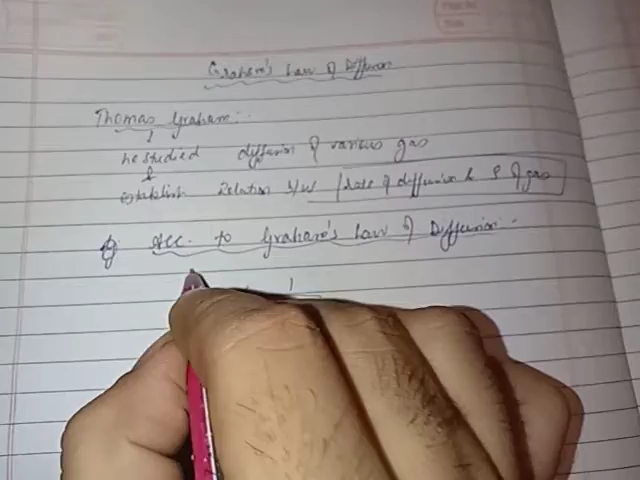 Graham's Law of Diffusion
Thomas Graham:-
he studied diffusion of various gas
&
establish Relation b/w rate of diffusion & ρ of gas
Acc. to Graham's Law of Diffusion:-
1